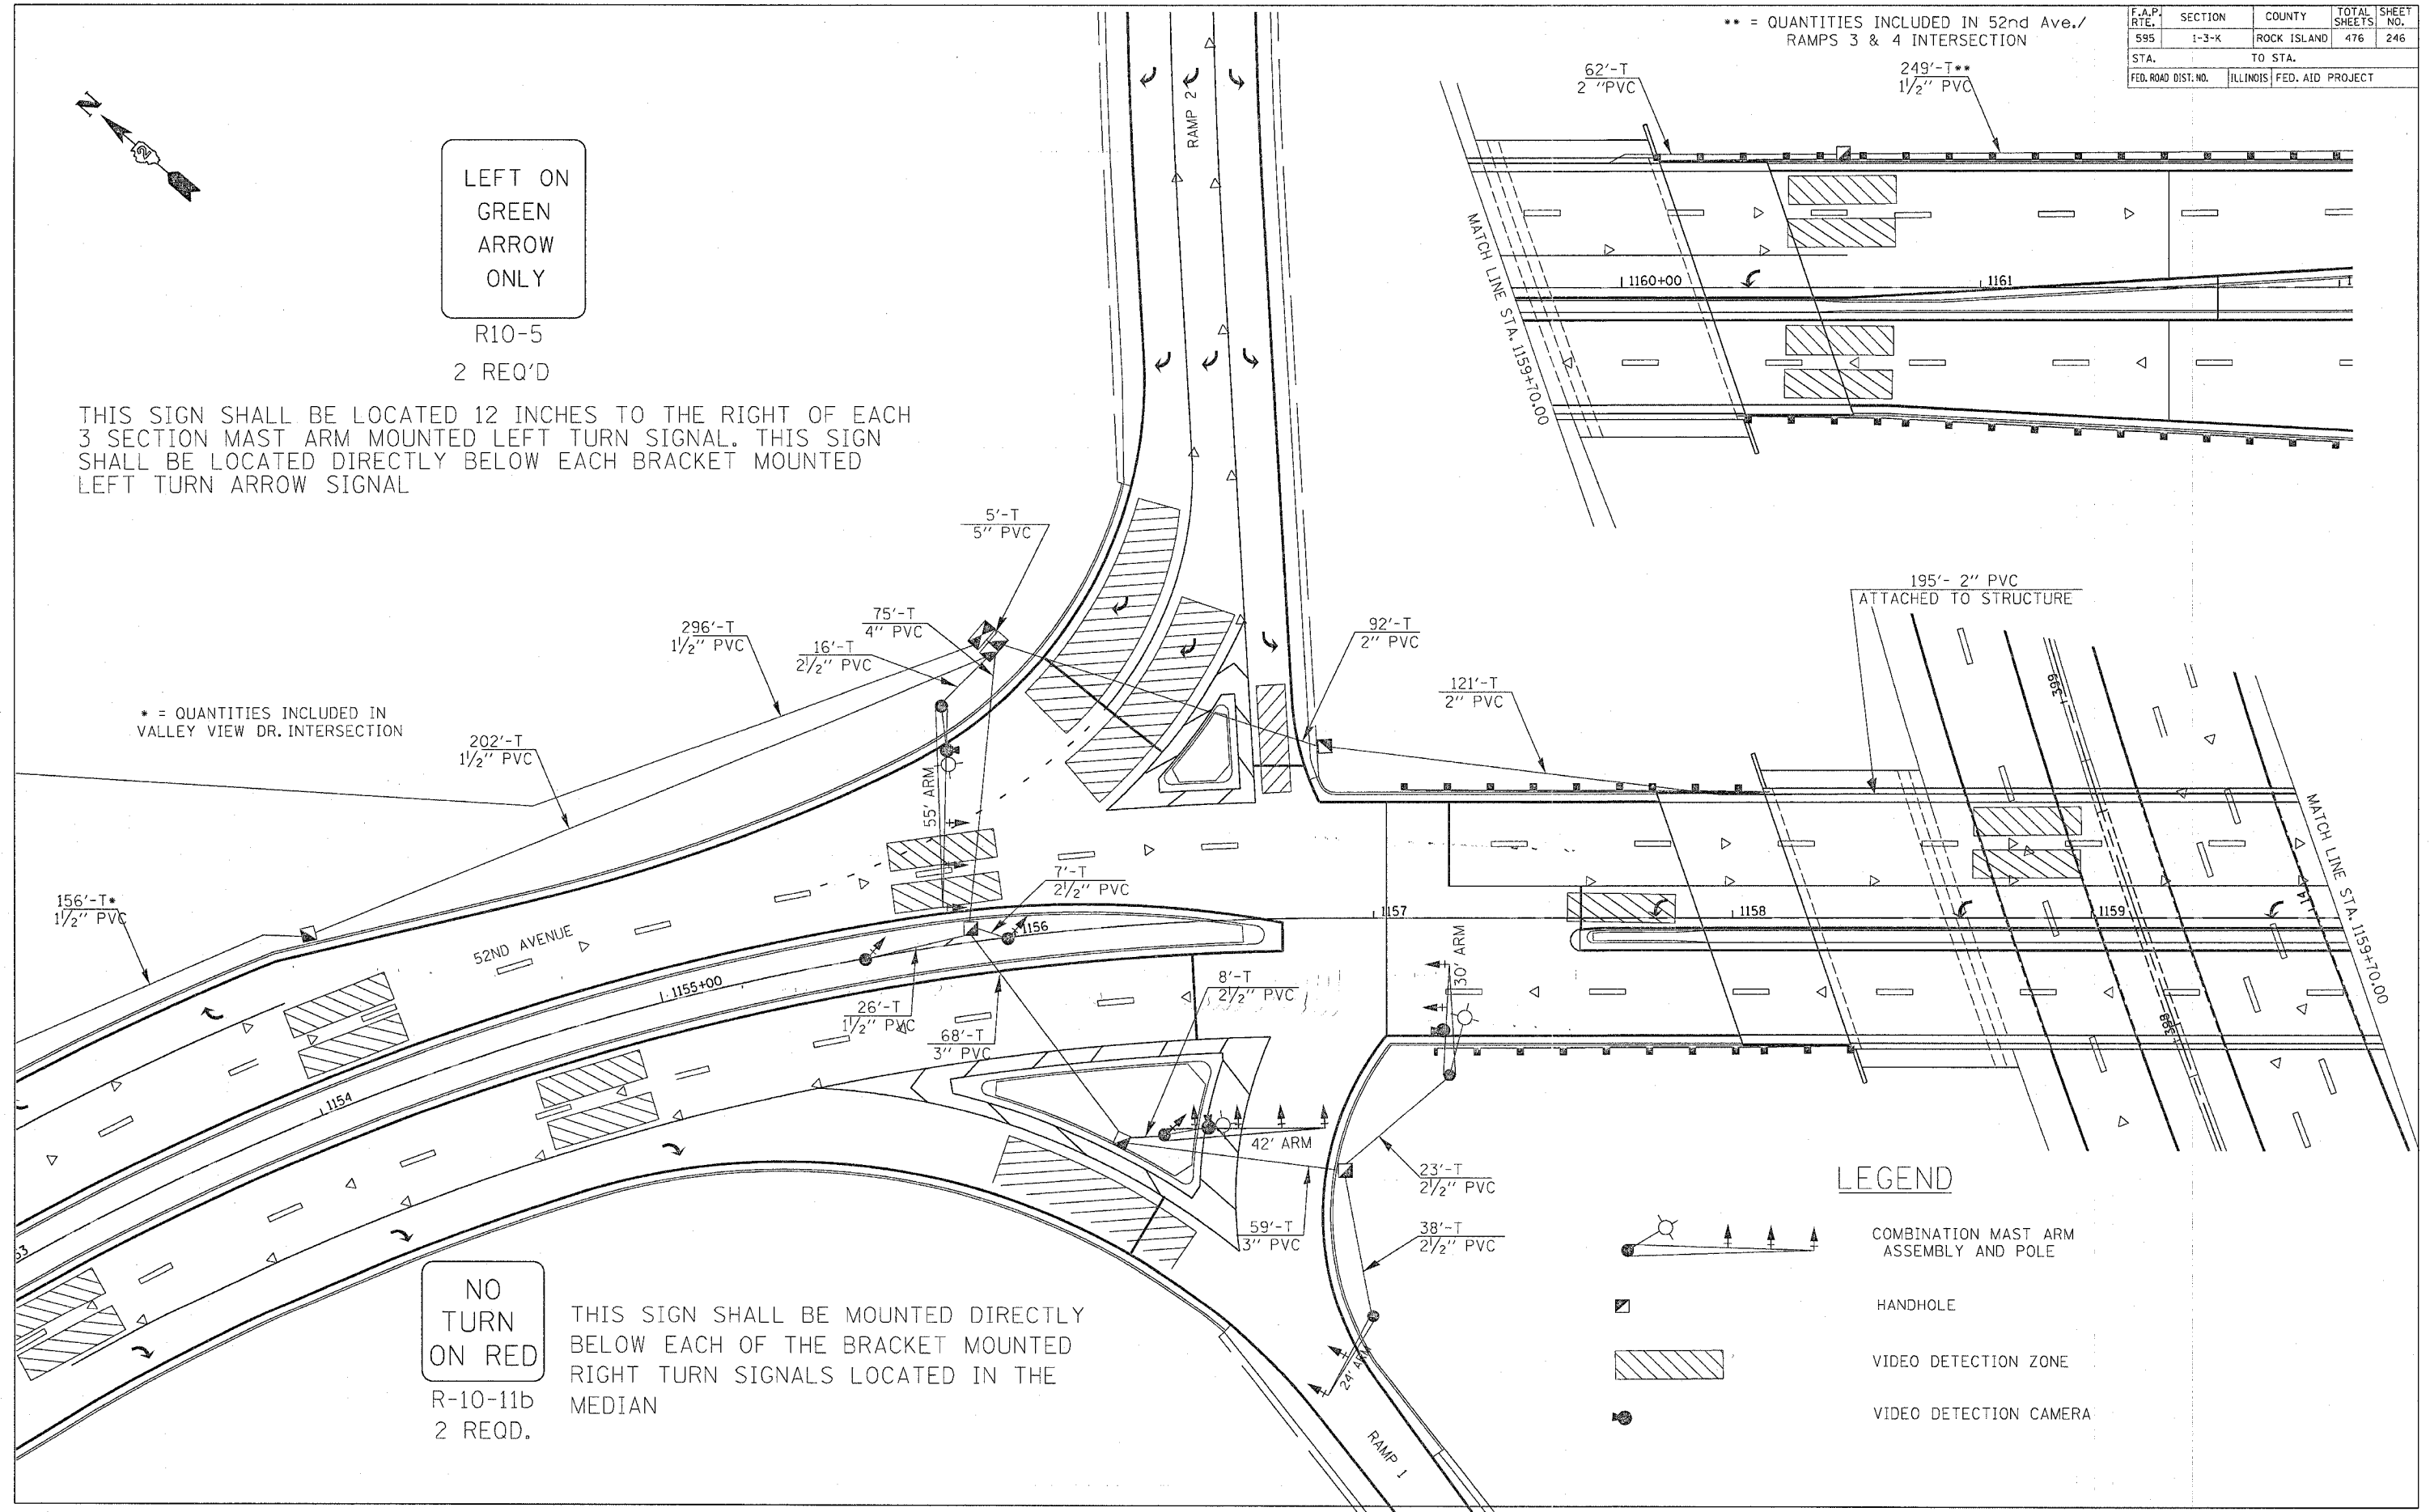 ** = QUANTITIES INCLUDED IN 52nd Ave./
RAMPS 3 & 4 INTERSECTION
F.A.P. RTE. SECTION COUNTY TOTAL SHEETS SHEET NO.
595 1-3-K ROCK ISLAND 476 246
STA. TO STA.
FED. ROAD DIST. NO. ILLINOIS FED. AID PROJECT
N
2
LEFT ON
GREEN
ARROW
ONLY
R10-5
2 REQ'D
THIS SIGN SHALL BE LOCATED 12 INCHES TO THE RIGHT OF EACH
3 SECTION MAST ARM MOUNTED LEFT TURN SIGNAL. THIS SIGN
SHALL BE LOCATED DIRECTLY BELOW EACH BRACKET MOUNTED
LEFT TURN ARROW SIGNAL
RAMP 2
62'-T
2 "PVC
249'-T**
1½" PVC
MATCH LINE STA. 1159+70.00
1160+00
1161
1
5'-T
5" PVC
75'-T
4" PVC
296'-T
1½" PVC
16'-T
2½" PVC
92'-T
2" PVC
121'-T
2" PVC
195'- 2" PVC
ATTACHED TO STRUCTURE
* = QUANTITIES INCLUDED IN
VALLEY VIEW DR. INTERSECTION
202'-T
1½" PVC
156'-T*
1½" PVC
55' ARM
7'-T
2½" PVC
52ND AVENUE
1154
1155+00
1156
1157
1158
1159
399
398
MATCH LINE STA. 1159+70.00
30' ARM
26'-T
1½" PVC
68'-T
3" PVC
8'-T
2½" PVC
42' ARM
23'-T
2½" PVC
59'-T
3" PVC
38'-T
2½" PVC
24' ARM
RAMP 1
53
NO
TURN
ON RED
R-10-11b
2 REQD.
THIS SIGN SHALL BE MOUNTED DIRECTLY
BELOW EACH OF THE BRACKET MOUNTED
RIGHT TURN SIGNALS LOCATED IN THE
MEDIAN
LEGEND
COMBINATION MAST ARM
ASSEMBLY AND POLE
HANDHOLE
VIDEO DETECTION ZONE
VIDEO DETECTION CAMERA